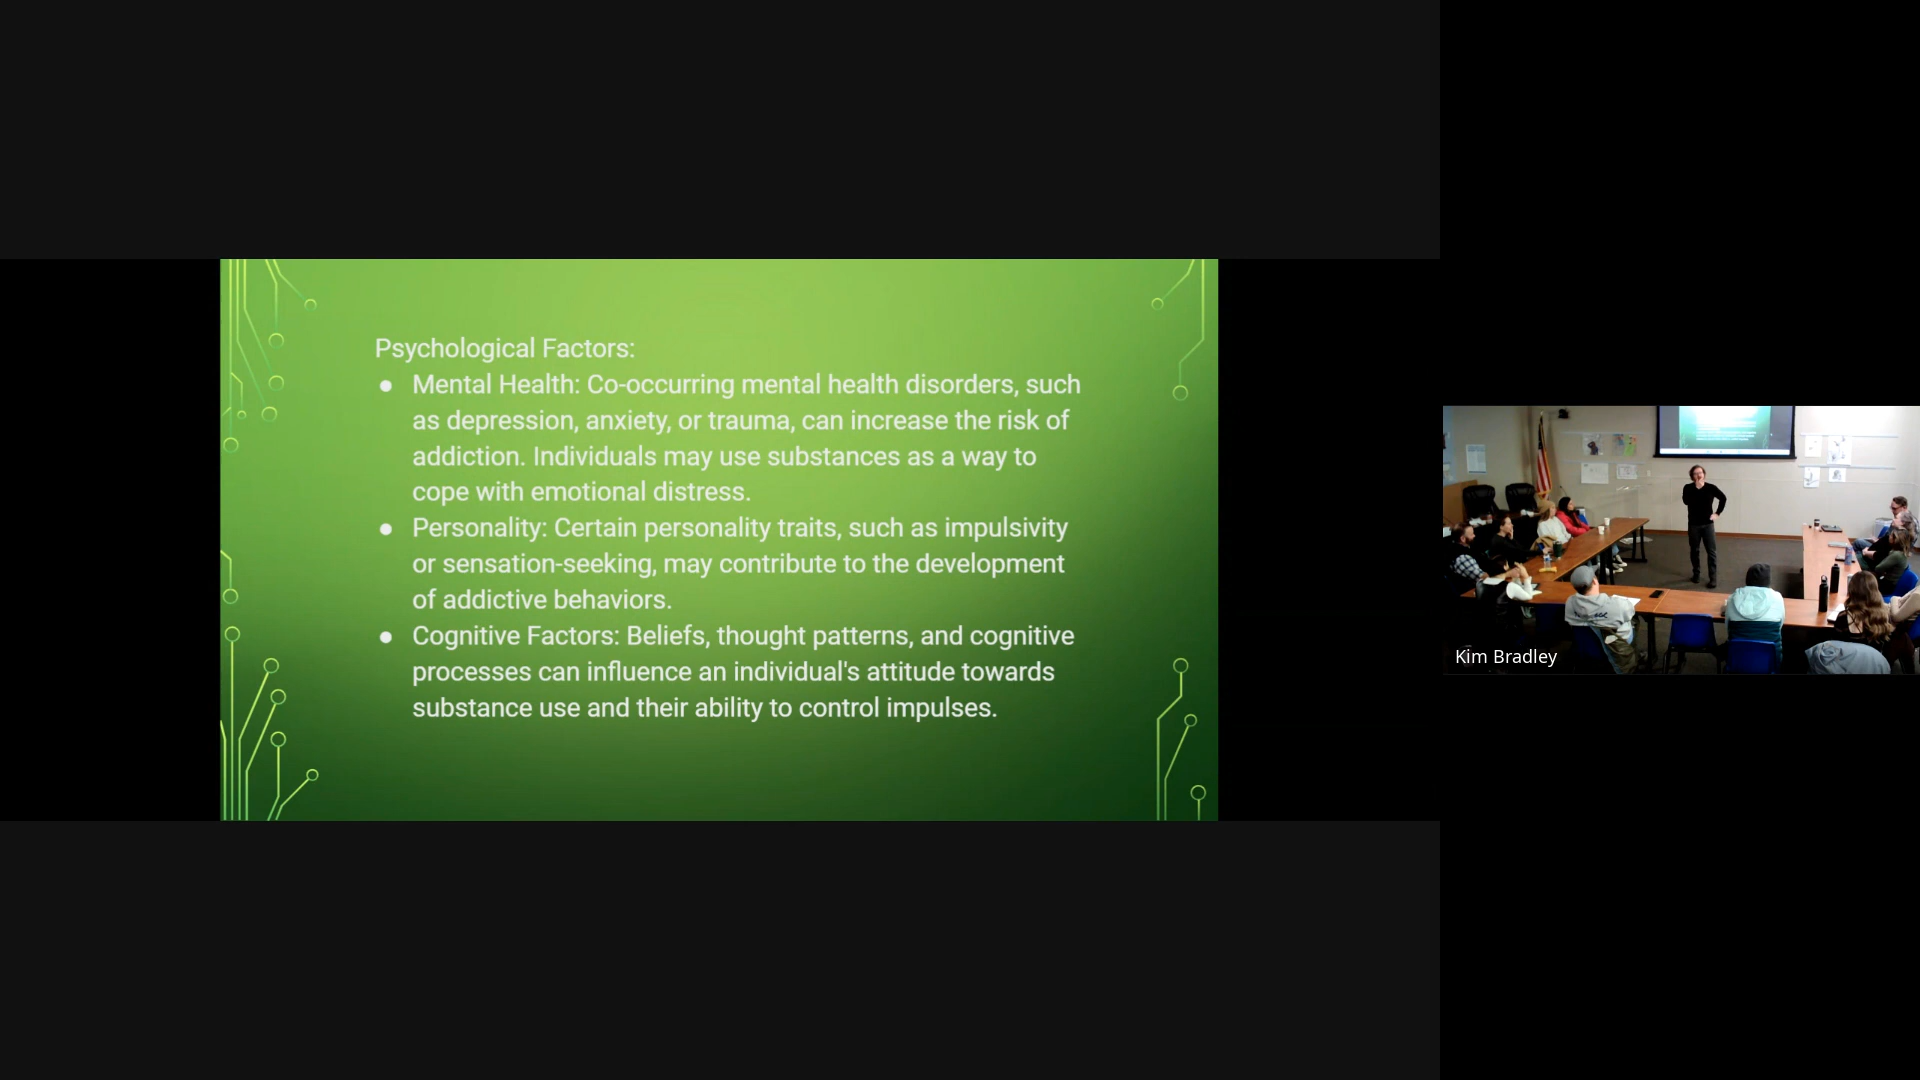 Psychological Factors:
● Mental Health: Co-occurring mental health disorders, such
as depression, anxiety, or trauma, can increase the risk of
addiction. Individuals may use substances as a way to
cope with emotional distress.
● Personality: Certain personality traits, such as impulsivity
or sensation-seeking, may contribute to the development
of addictive behaviors.
● Cognitive Factors: Beliefs, thought patterns, and cognitive
processes can influence an individual's attitude towards
substance use and their ability to control impulses.
Kim Bradley